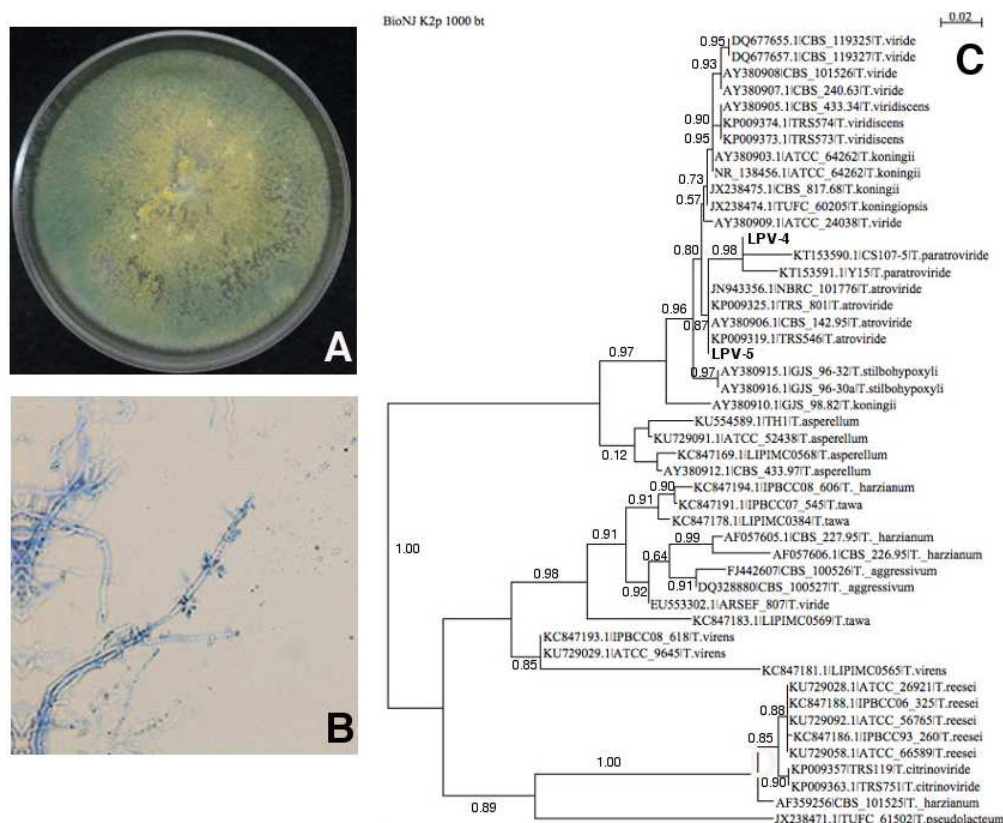 BioNJ K2p 1000 bt
0.02
A
B
C
0.95
DQ677655.1|CBS_119325|T.viride
DQ677657.1|CBS_119327|T.viride
0.93
AY380908|CBS_101526|T.viride
AY380907.1|CBS_240.63|T.viride
AY380905.1|CBS_433.34|T.viridiscens
0.90
KP009374.1|TRS574|T.viridiscens
0.95
KP009373.1|TRS573|T.viridiscens
AY380903.1|ATCC_64262|T.koningii
NR_138456.1|ATCC_64262|T.koningii
0.73
JX238475.1|CBS_817.68|T.koningii
0.57
JX238474.1|TUFC_60205|T.koningiopsis
AY380909.1|ATCC_24038|T.viride
LPV-4
0.80
0.98
KT153590.1|CS107-5|T.paratroviride
KT153591.1|Y15|T.paratroviride
JN943356.1|NBRC_101776|T.atroviride
0.96
KP009325.1|TRS_801|T.atroviride
0.87
AY380906.1|CBS_142.95|T.atroviride
KP009319.1|TRS546|T.atroviride
LPV-5
0.97
0.97
AY380915.1|GJS_96-32|T.stilbohypoxyli
AY380916.1|GJS_96-30a|T.stilbohypoxyli
AY380910.1|GJS_98.82|T.koningii
KU554589.1|TH1|T.asperellum
KU729091.1|ATCC_52438|T.asperellum
0.12
KC847169.1|LIPIMC0568|T.asperellum
AY380912.1|CBS_433.97|T.asperellum
0.90
KC847194.1|IPBCC08_606|T._harzianum
0.91
KC847191.1|IPBCC07_545|T.tawa
KC847178.1|LIPIMC0384|T.tawa
0.91
0.99
AF057605.1|CBS_227.95|T._harzianum
1.00
0.64
AF057606.1|CBS_226.95|T._harzianum
FJ442607|CBS_100526|T._aggressivum
0.98
0.92
0.91
DQ328880|CBS_100527|T._aggressivum
EU553302.1|ARSEF_807|T.viride
KC847183.1|LIPIMC0569|T.tawa
KC847193.1|IPBCC08_618|T.virens
KU729029.1|ATCC_9645|T.virens
0.85
KC847181.1|LIPIMC0565|T.virens
KU729028.1|ATCC_26921|T.reesei
KC847188.1|IPBCC06_325|T.reesei
0.88
KU729092.1|ATCC_56765|T.reesei
0.85
KC847186.1|IPBCC93_260|T.reesei
KU729058.1|ATCC_66589|T.reesei
1.00
KP009357|TRS119|T.citrinoviride
0.90
KP009363.1|TRS751|T.citrinoviride
0.89
AF359256|CBS_101525|T._harzianum
JX238471.1|TUFC_61502|T.pseudolacteum